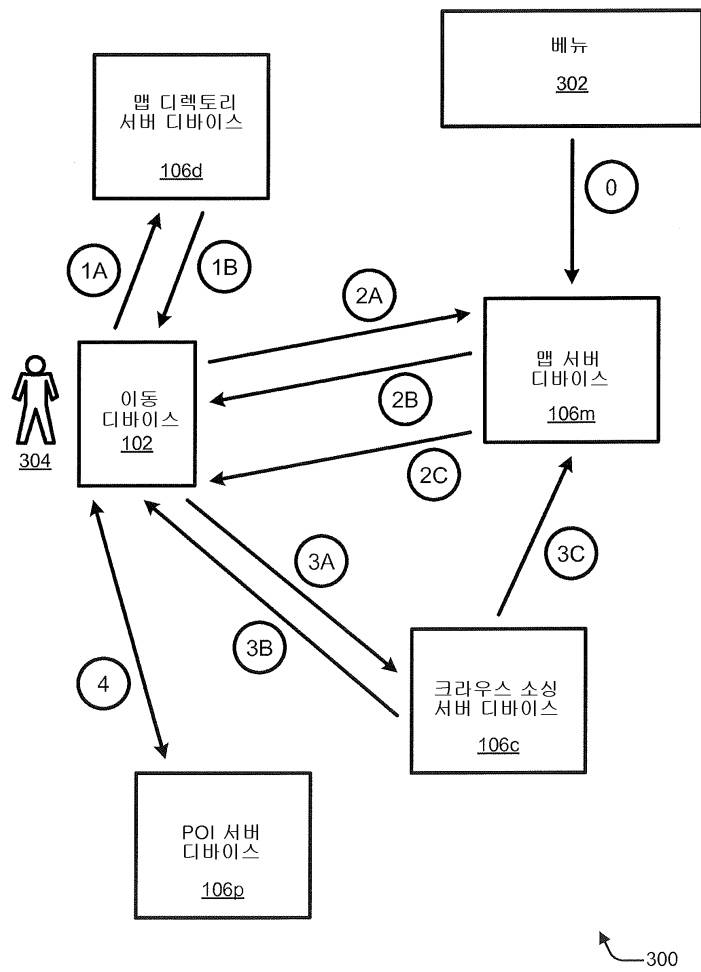 베뉴
302
맵 디렉토리
서버 디바이스
106d
0
1A
1B
2A
맵 서버
디바이스
106m
이동
디바이스
102
304
2B
2C
3A
3C
3B
4
크라우스 소싱
서버 디바이스
106c
POI 서버
디바이스
106p
300